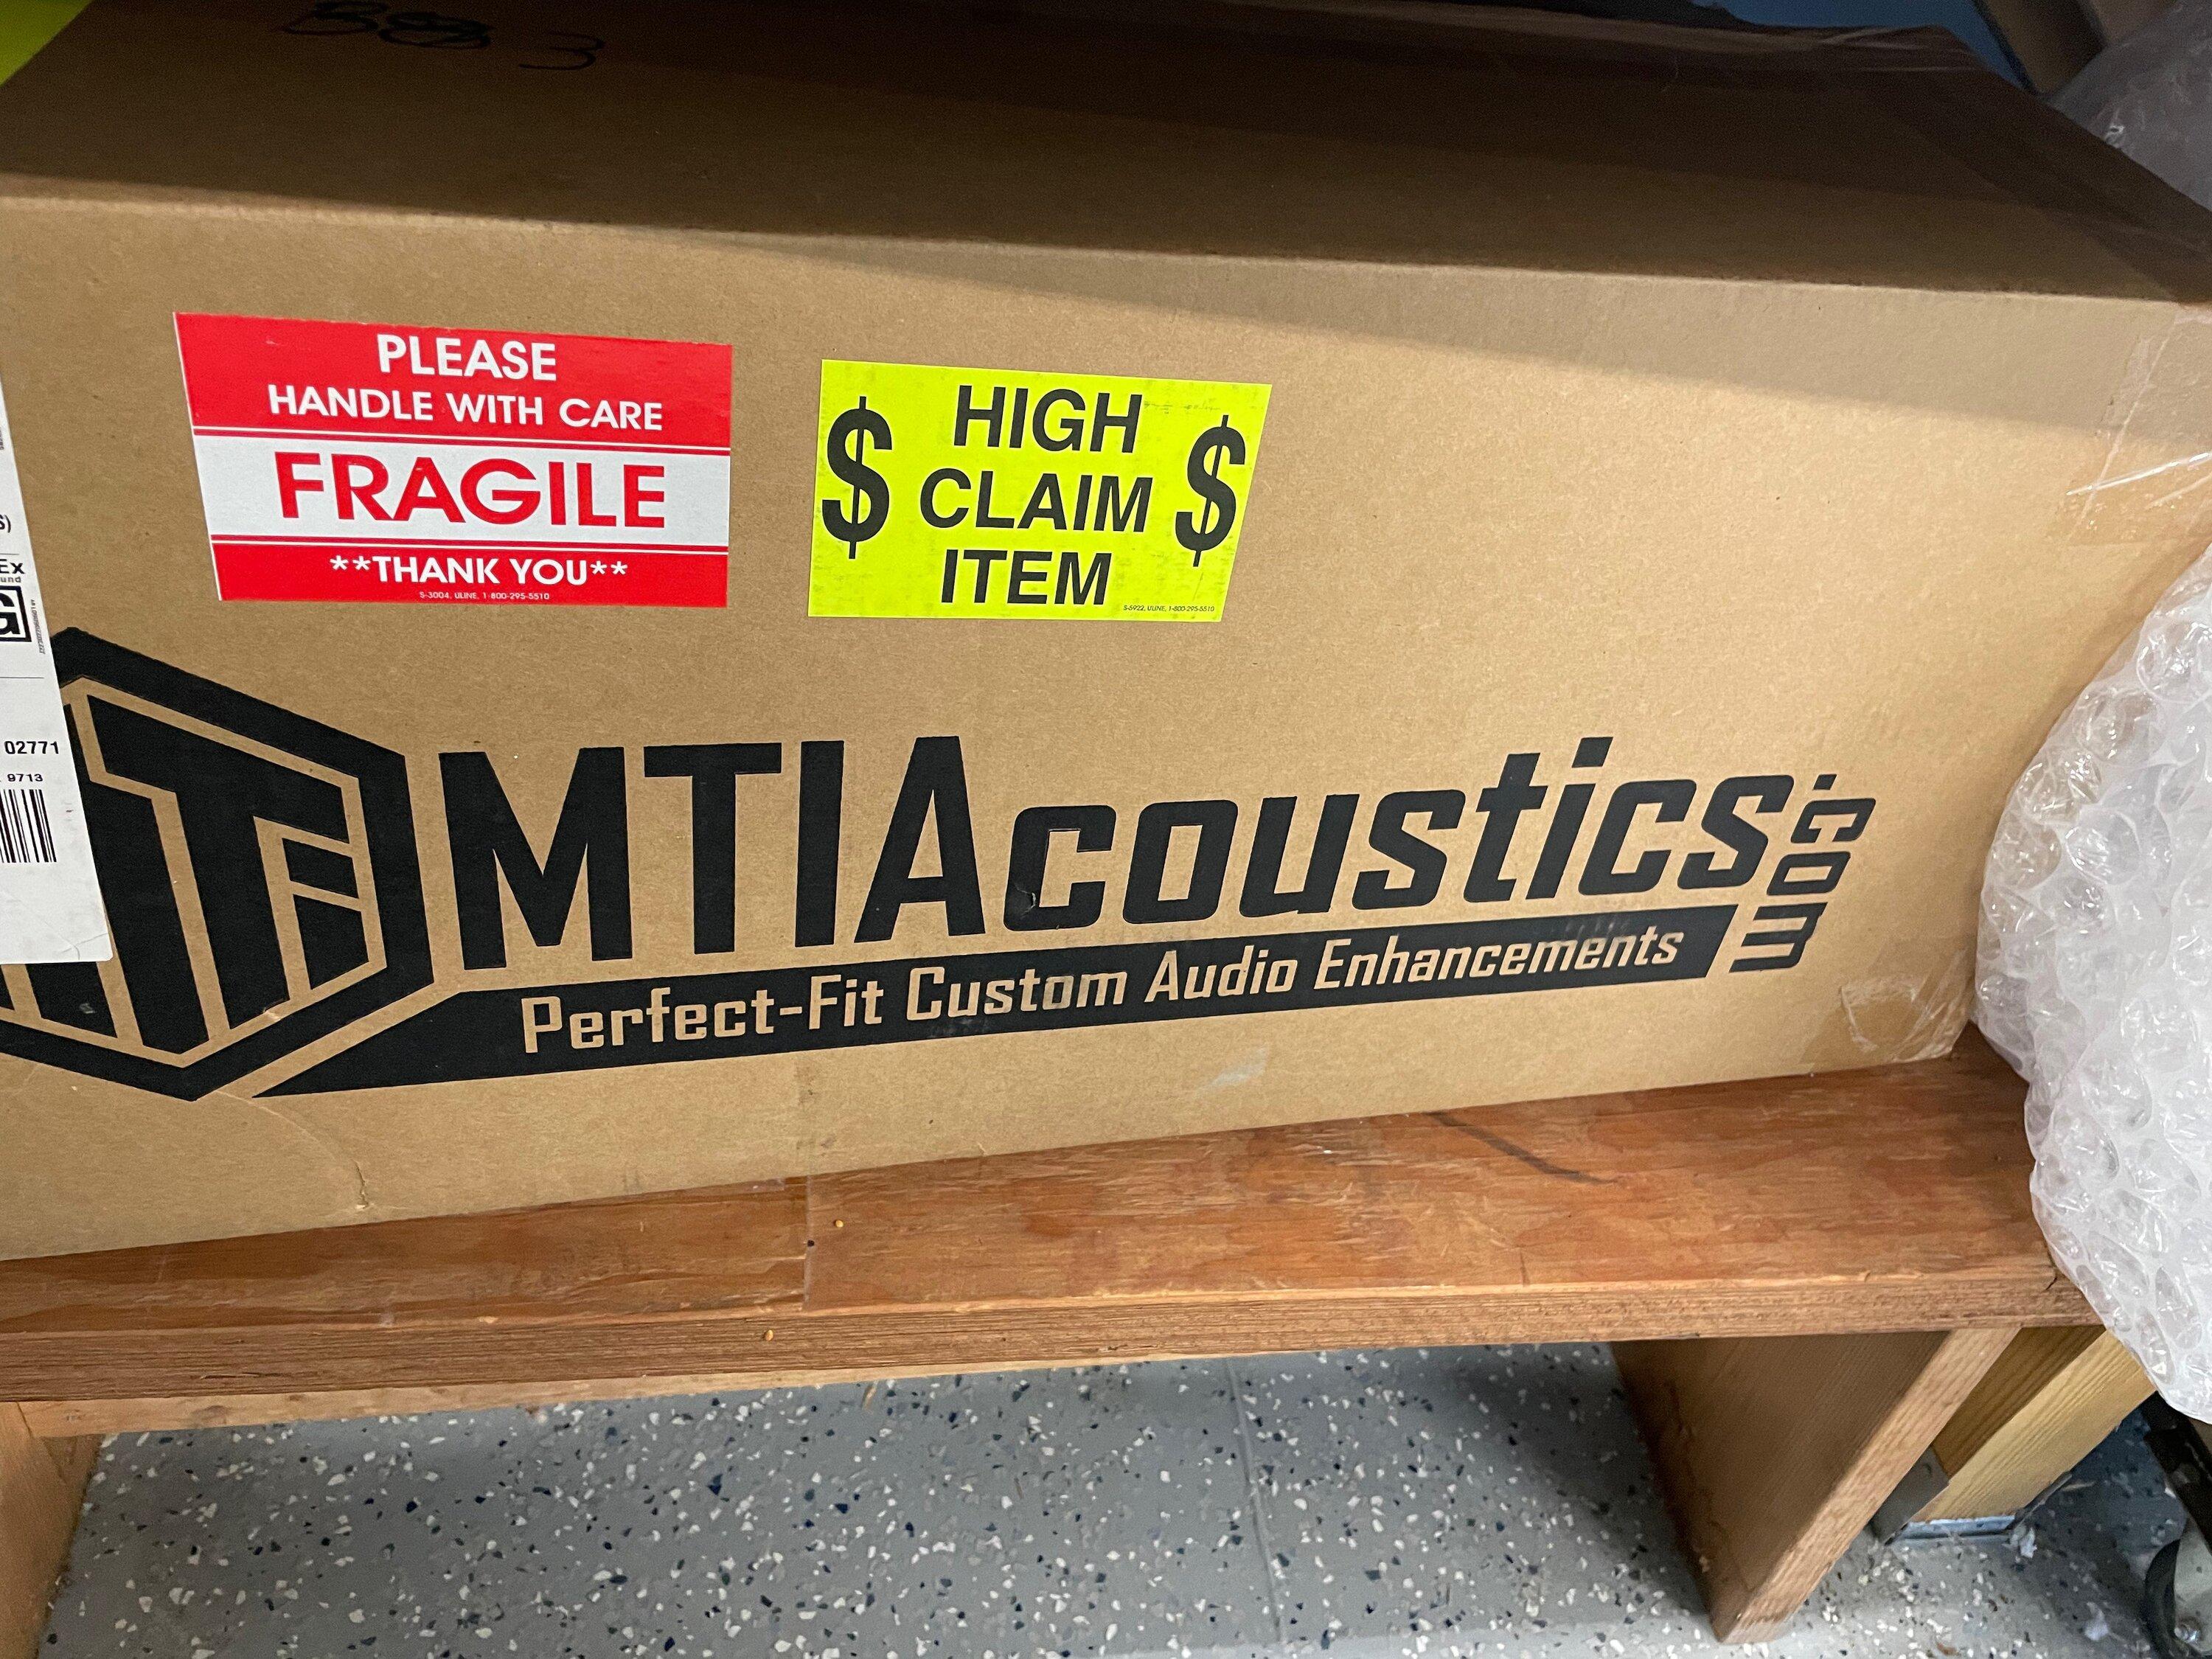 PLEASE
HANDLE WITH CARE
FRAGILE
**THANK YOU**
S-3004, ULINE, 1-800-295-5510
$ HIGH $
CLAIM
ITEM
S-5922, ULINE, 1-800-295-5510
Ex
und
G
02771
9713
MTIAcoustics.com
Perfect-Fit Custom Audio Enhancements